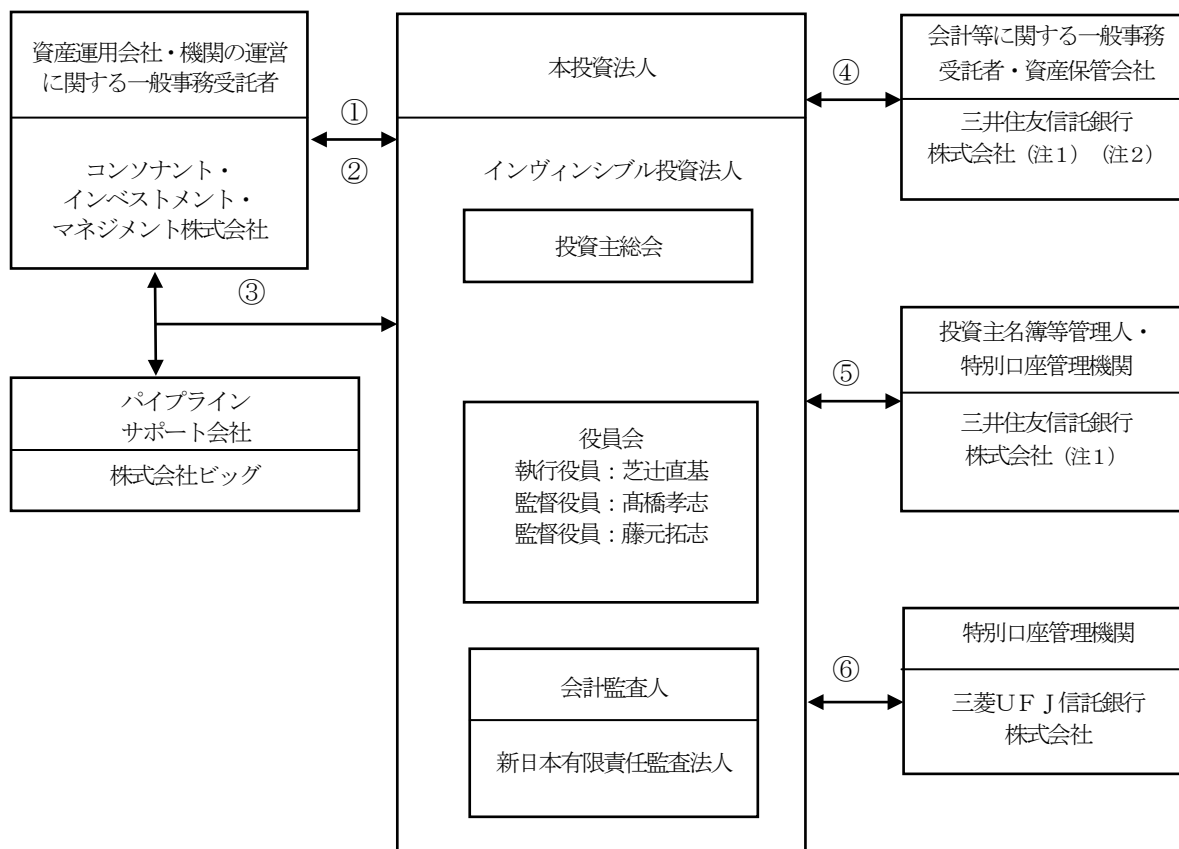 資産運用会社・機関の運営
に関する一般事務受託者
コンソナント・
インベストメント・
マネジメント株式会社
①
②
③
パイプライン
サポート会社
株式会社ビッグ
本投資法人
インヴィンシブル投資法人
投資主総会
役員会
執行役員：芝辻直基
監督役員：髙橋孝志
監督役員：藤元拓志
会計監査人
新日本有限責任監査法人
④
会計等に関する一般事務
受託者・資産保管会社
三井住友信託銀行
株式会社（注１）（注２）
⑤
投資主名簿等管理人・
特別口座管理機関
三井住友信託銀行
株式会社（注１）
⑥
特別口座管理機関
三菱ＵＦＪ信託銀行
株式会社